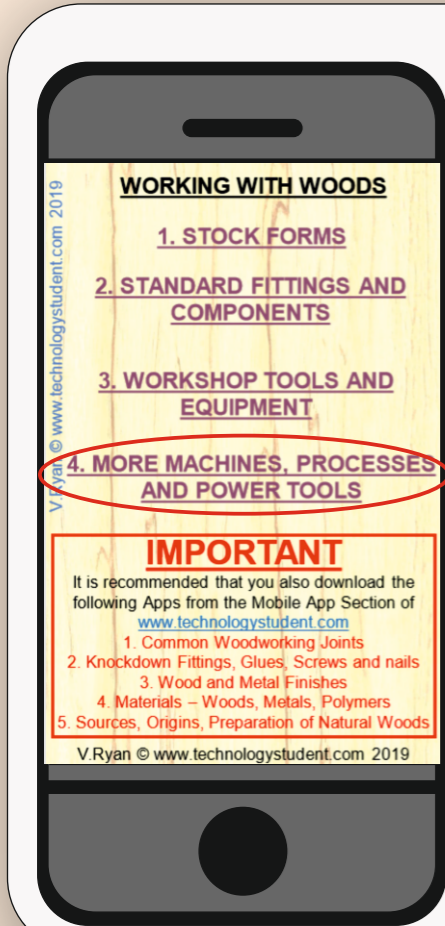 WORKING WITH WOODS
1. STOCK FORMS
2. STANDARD FITTINGS AND
COMPONENTS
3. WORKSHOP TOOLS AND
EQUIPMENT
4. MORE MACHINES, PROCESSES
AND POWER TOOLS
V.Ryan © www.technologystudent.com 2019
IMPORTANT
It is recommended that you also download the
following Apps from the Mobile App Section of
www.technologystudent.com
1. Common Woodworking Joints
2. Knockdown Fittings, Glues, Screws and nails
3. Wood and Metal Finishes
4. Materials – Woods, Metals, Polymers
5. Sources, Origins, Preparation of Natural Woods
V.Ryan © www.technologystudent.com 2019